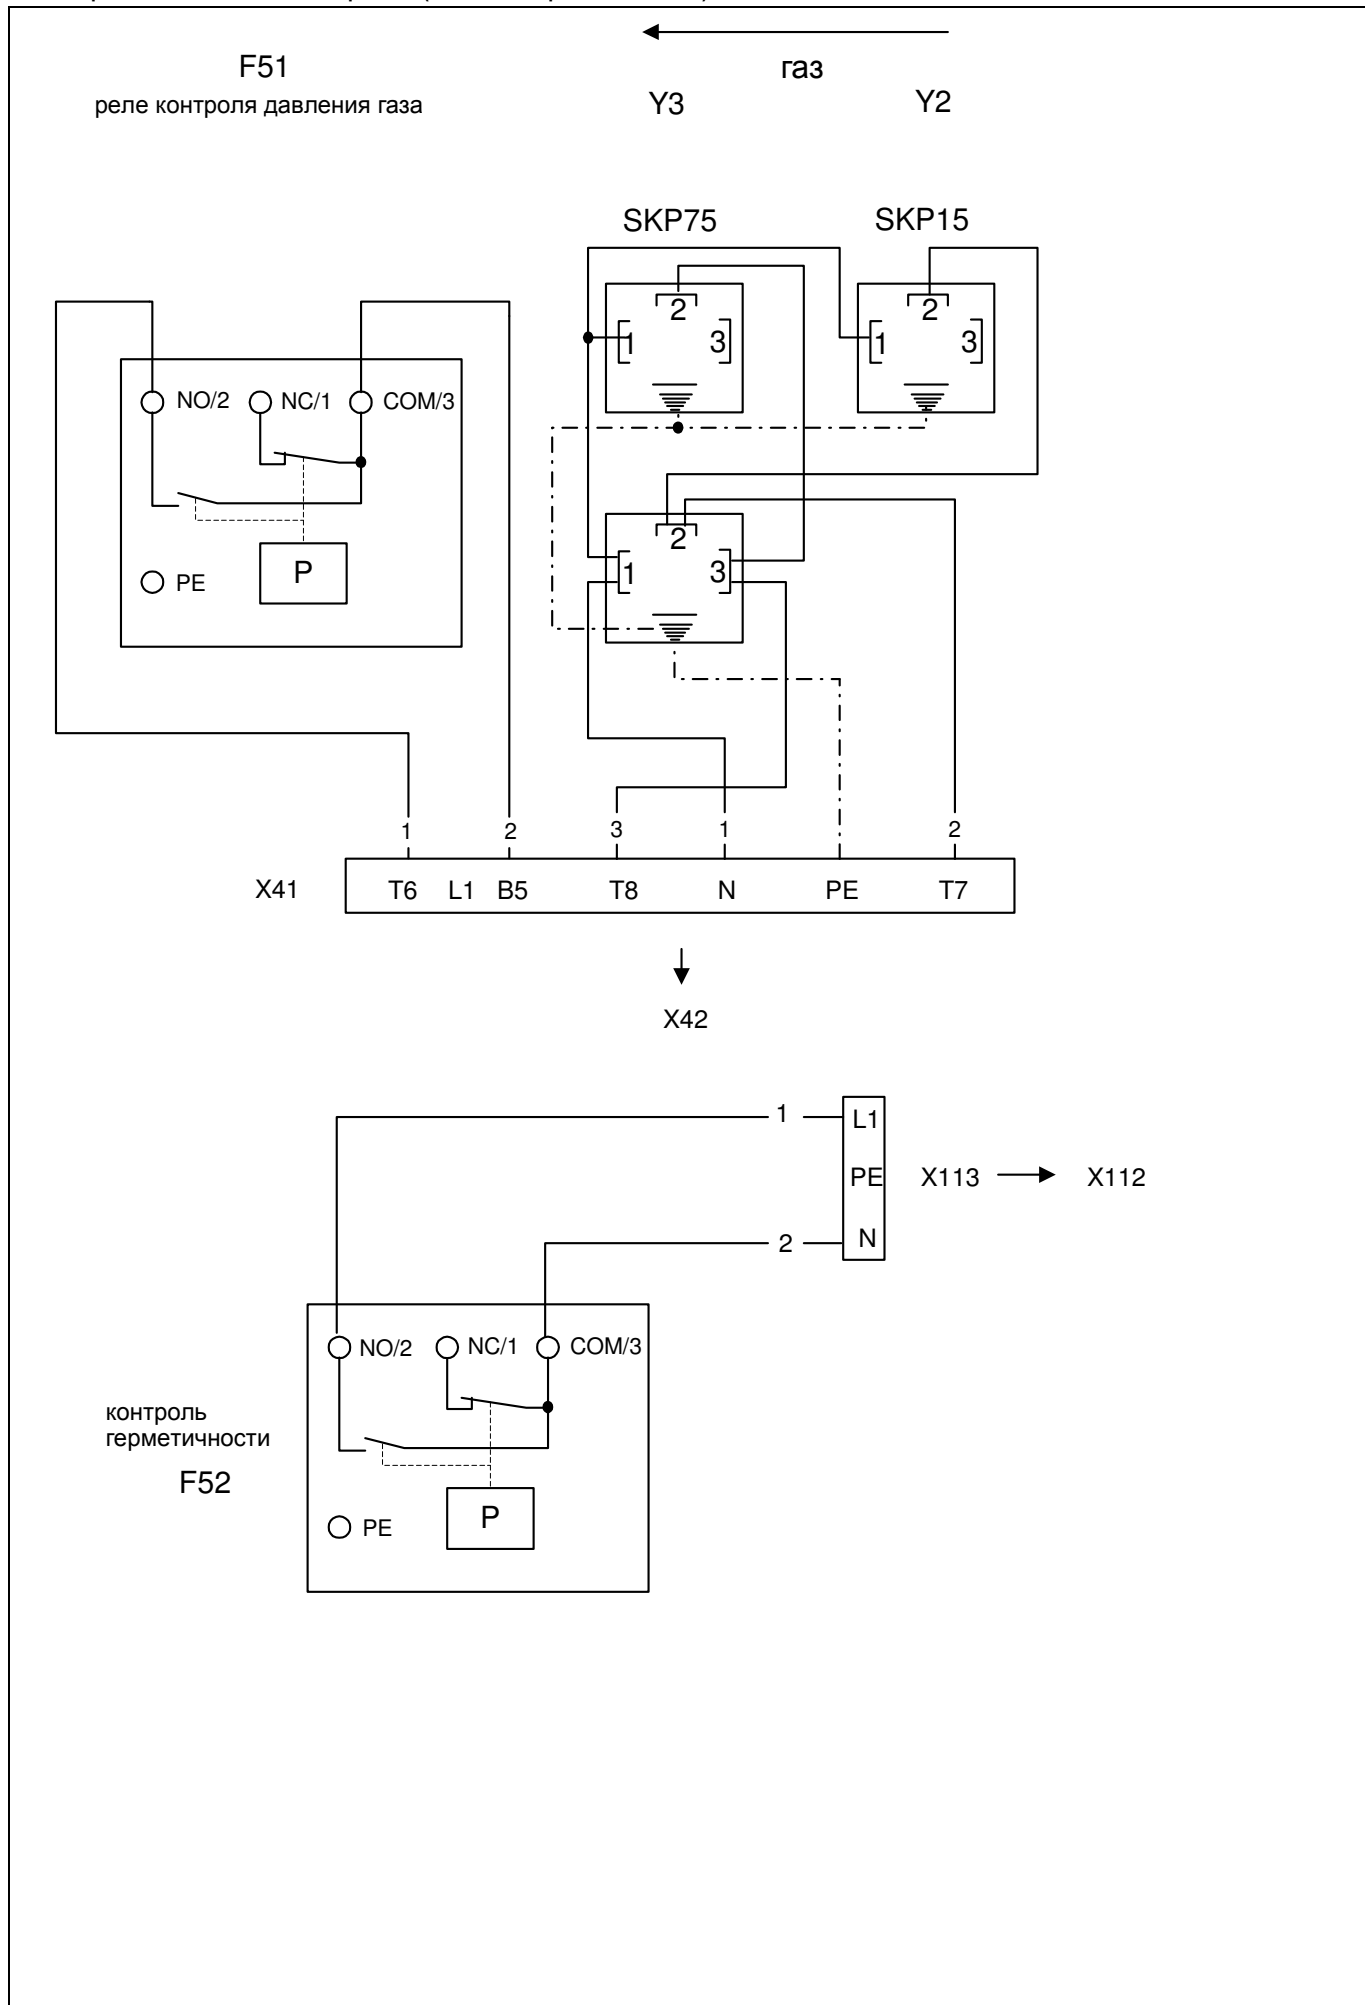 F51
газ
реле контроля давления газа
Y3
Y2
SKP75
SKP15
2
1
3
2
1
3
NO/2
NC/1
COM/3
2
1
3
P
PE
1
2
3
1
2
X41
T6
L1
B5
T8
N
PE
T7
X42
1
L1
PE
X113
X112
2
N
NO/2
NC/1
COM/3
контроль
герметичности
F52
P
PE